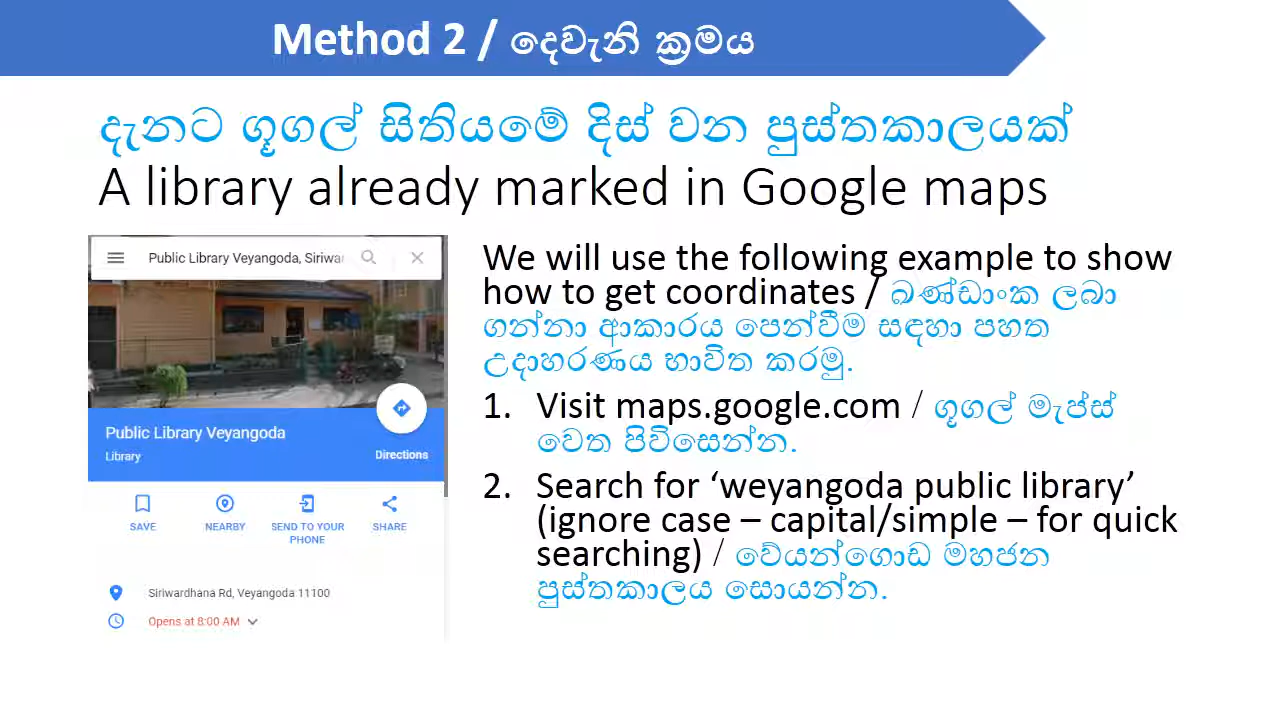 Method 2 / දෙවැනි ක්‍රමය
දැනට ගූගල් සිතියමේ දිස් වන පුස්තකාලයක්
A library already marked in Google maps
Public Library Veyangoda, Siriwar
Public Library Veyangoda
Library
Directions
SAVE
NEARBY
SEND TO YOUR
PHONE
SHARE
Siriwardhana Rd, Veyangoda 11100
Opens at 8:00 AM
We will use the following example to show
how to get coordinates / ඛණ්ඩාංක ලබා
ගන්නා ආකාරය පෙන්වීම සඳහා පහත
උදාහරණය භාවිත කරමු.
1. Visit maps.google.com / ගූගල් මැප්ස්
වෙත පිවිසෙන්න.
2. Search for ‘weyangoda public library’
(ignore case – capital/simple – for quick
searching) / වේයන්ගොඩ මහජන
පුස්තකාලය සොයන්න.